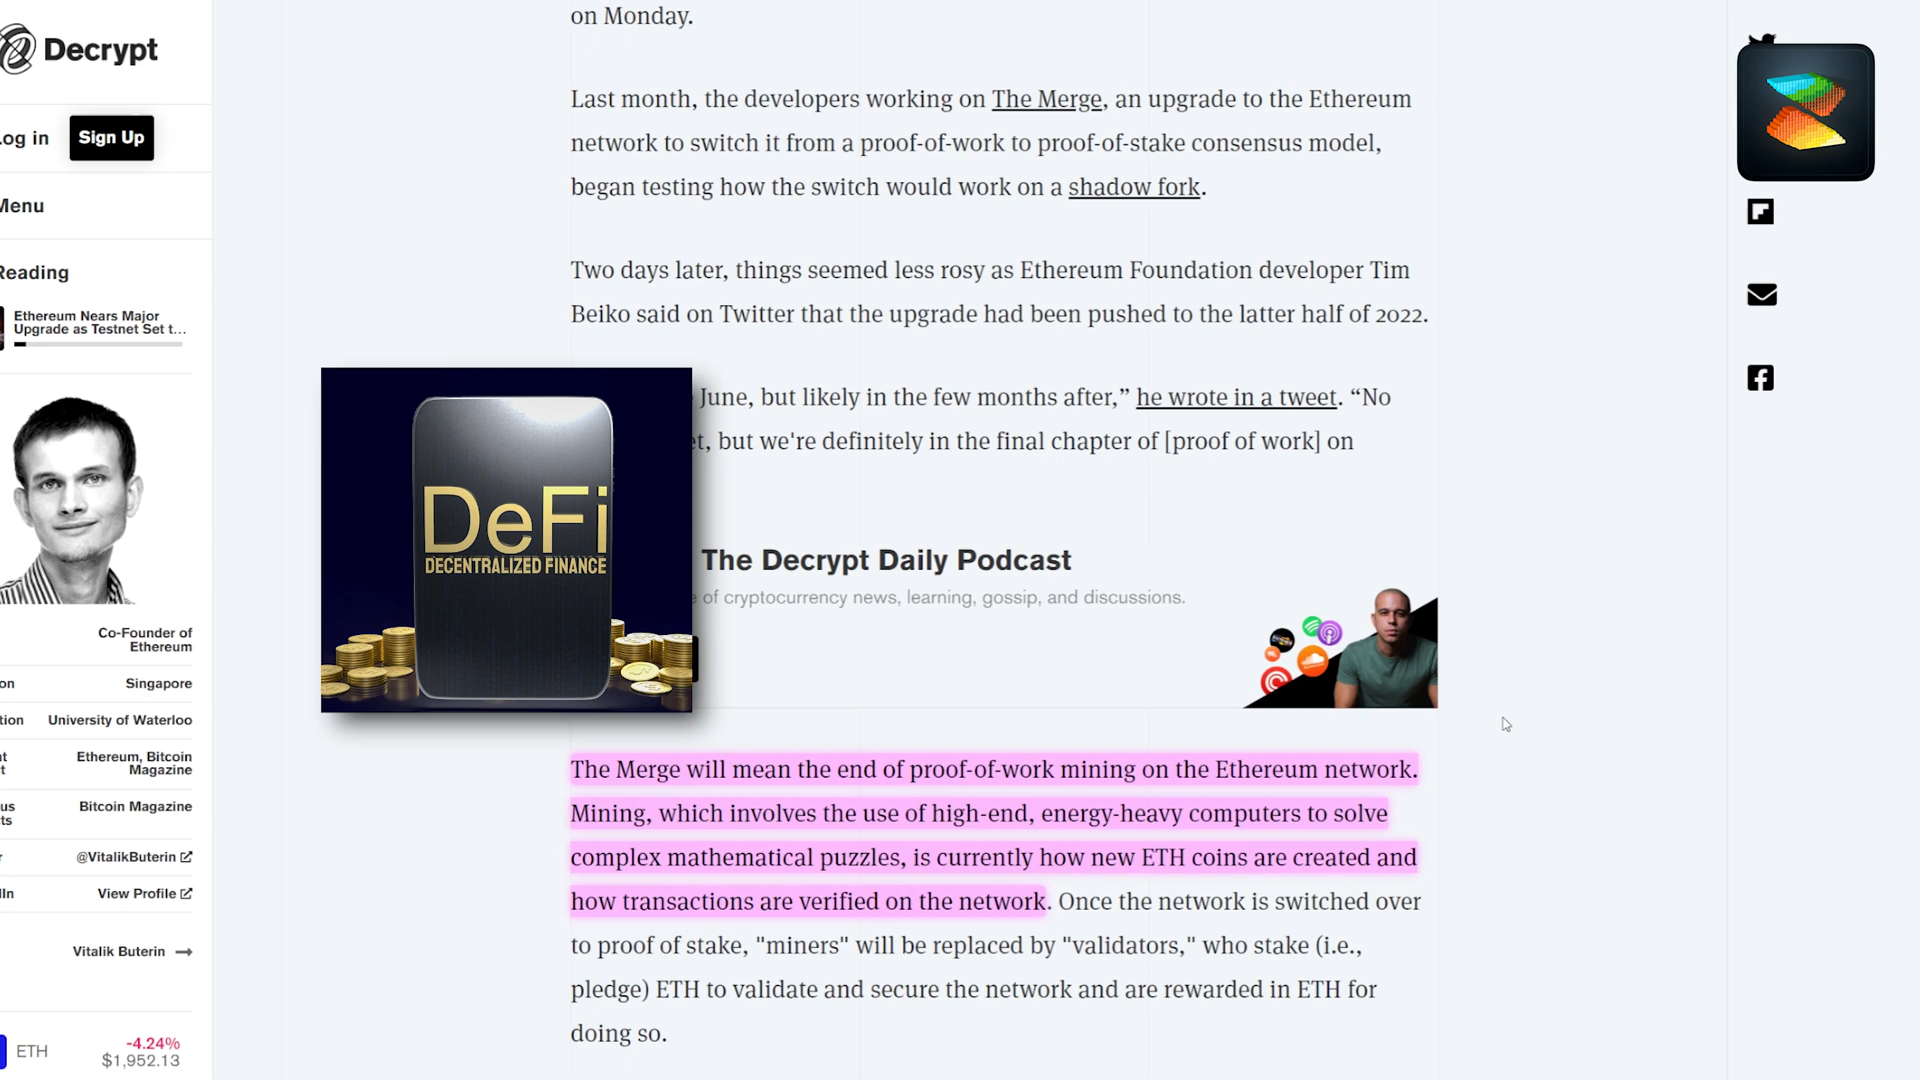 Decrypt
Log in
Sign Up
Menu
Reading
Ethereum Nears Major
Upgrade as Testnet Set t...
Co-Founder of
Ethereum
Singapore
University of Waterloo
Ethereum, Bitcoin
Magazine
Bitcoin Magazine
@VitalikButerin
View Profile
Vitalik Buterin
ETH
-4.24%
$1,952.13
on Monday.
Last month, the developers working on The Merge, an upgrade to the Ethereum
network to switch it from a proof-of-work to proof-of-stake consensus model,
began testing how the switch would work on a shadow fork.
Two days later, things seemed less rosy as Ethereum Foundation developer Tim
Beiko said on Twitter that the upgrade had been pushed to the latter half of 2022.
June, but likely in the few months after,” he wrote in a tweet. “No
but we're definitely in the final chapter of [proof of work] on
DeFi
DECENTRALIZED FINANCE
The Decrypt Daily Podcast
of cryptocurrency news, learning, gossip, and discussions.
The Merge will mean the end of proof-of-work mining on the Ethereum network.
Mining, which involves the use of high-end, energy-heavy computers to solve
complex mathematical puzzles, is currently how new ETH coins are created and
how transactions are verified on the network. Once the network is switched over
to proof of stake, "miners" will be replaced by "validators," who stake (i.e.,
pledge) ETH to validate and secure the network and are rewarded in ETH for
doing so.